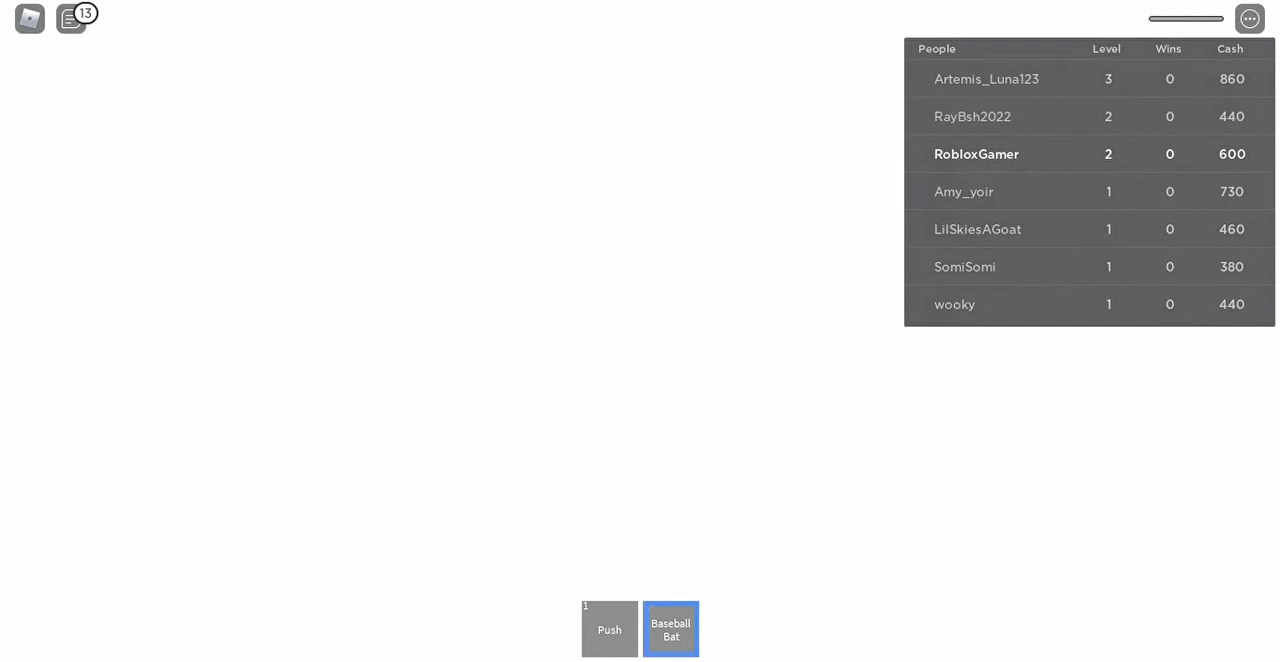 13
People Level Wins Cash
Artemis_Luna123 3 0 860
RayBsh2022 2 0 440
RobloxGamer 2 0 600
Amy_yoir 1 0 730
LilSkiesAGoat 1 0 460
SomiSomi 1 0 380
wooky 1 0 440
1
Push
Baseball
Bat